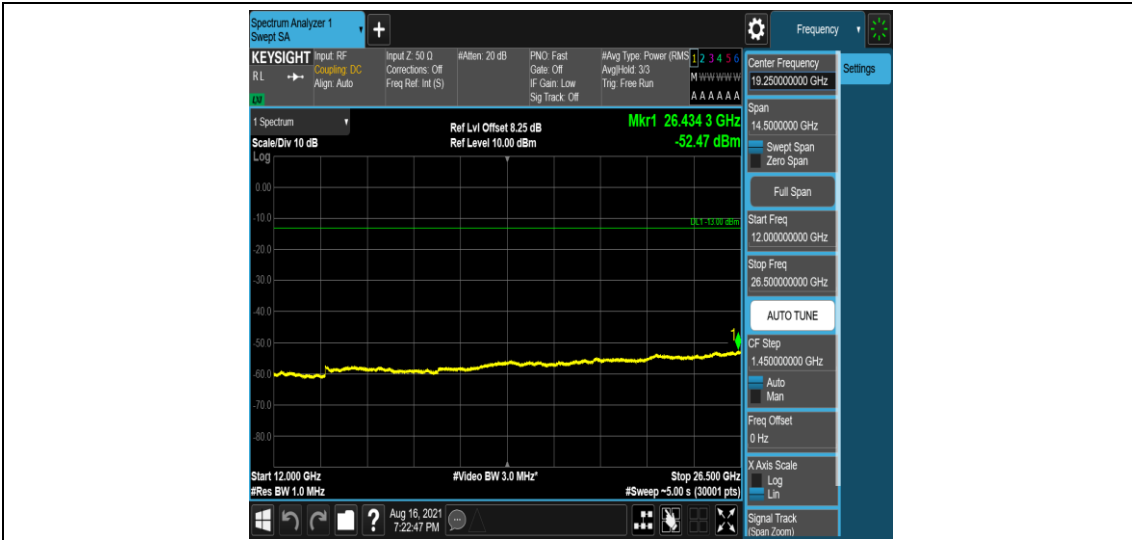 Spectrum Analyzer 1
Swept SA
+
Frequency
KEYSIGHT
RL
LXI
Input: RF
Coupling: DC
Align: Auto
Input Z: 50 Ω
Corrections: Off
Freq Ref: Int (S)
#Atten: 20 dB
PNO: Fast
Gate: Off
IF Gain: Low
Sig Track: Off
#Avg Type: Power (RMS
Avg|Hold: 3/3
Trig: Free Run
1 2 3 4 5 6
M W W W W W
A A A A A A
1 Spectrum
Scale/Div 10 dB
Log
Ref Lvl Offset 8.25 dB
Ref Level 10.00 dBm
Mkr1 26.434 3 GHz
-52.47 dBm
0.00
-10.0
DL1 -13.00 dBm
-20.0
-30.0
-40.0
1
-50.0
-60.0
-70.0
-80.0
Start 12.000 GHz
#Res BW 1.0 MHz
#Video BW 3.0 MHz*
Stop 26.500 GHz
#Sweep ~5.00 s (30001 pts)
?
Aug 16, 2021
7:22:47 PM
Center Frequency
19.250000000 GHz
Settings
Span
14.5000000 GHz
Swept Span
Zero Span
Full Span
Start Freq
12.000000000 GHz
Stop Freq
26.500000000 GHz
AUTO TUNE
CF Step
1.450000000 GHz
Auto
Man
Freq Offset
0 Hz
X Axis Scale
Log
Lin
Signal Track
(Span Zoom)